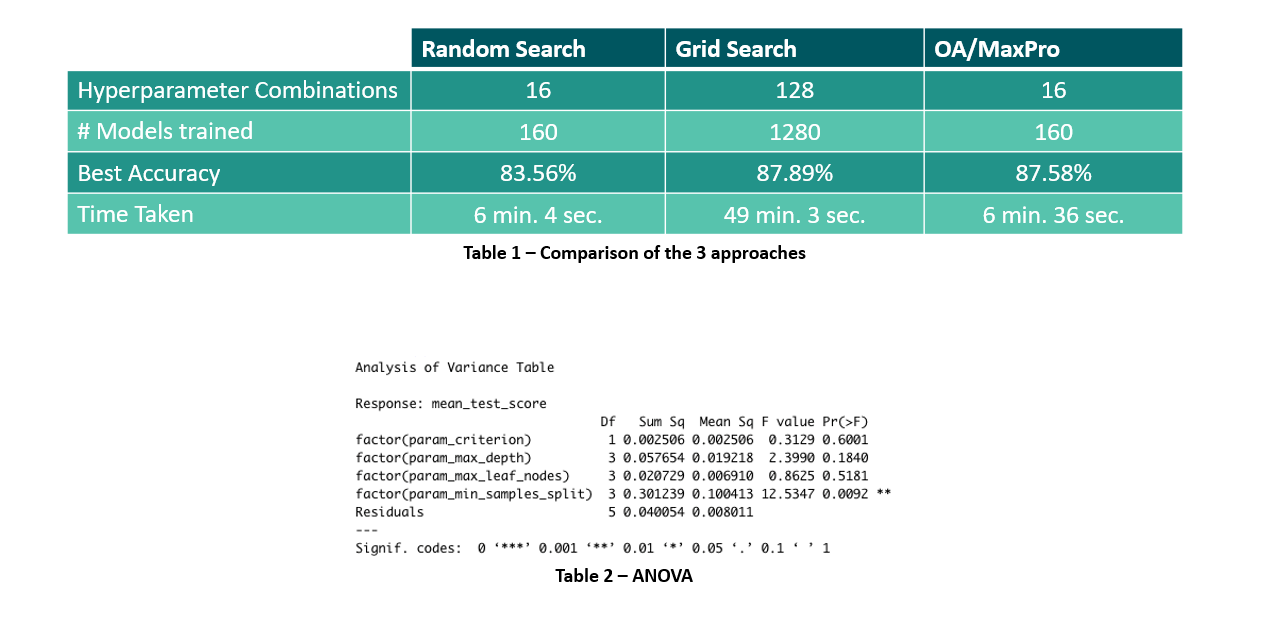 Random Search Grid Search OA/MaxPro
Hyperparameter Combinations 16 128 16
# Models trained 160 1280 160
Best Accuracy 83.56% 87.89% 87.58%
Time Taken 6 min. 4 sec. 49 min. 3 sec. 6 min. 36 sec.
Table 1 – Comparison of the 3 approaches
Analysis of Variance Table
Response: mean_test_score
Df Sum Sq Mean Sq F value Pr(>F)
factor(param_criterion) 1 0.002506 0.002506 0.3129 0.6001
factor(param_max_depth) 3 0.057654 0.019218 2.3990 0.1840
factor(param_max_leaf_nodes) 3 0.020729 0.006910 0.8625 0.5181
factor(param_min_samples_split) 3 0.301239 0.100413 12.5347 0.0092 **
Residuals 5 0.040054 0.008011
---
Signif. codes: 0 ‘***’ 0.001 ‘**’ 0.01 ‘*’ 0.05 ‘.’ 0.1 ‘ ’ 1
Table 2 – ANOVA